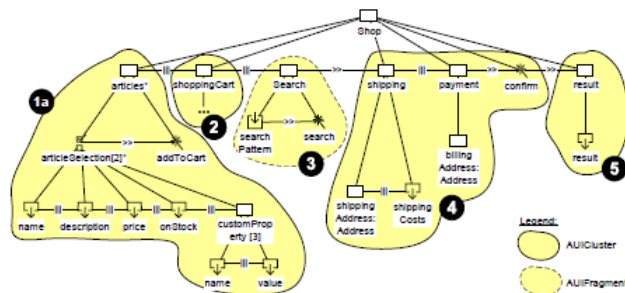 Shop
articles* ||| shoppingCart ||| Search >> shipping ||| payment >> confirm >> result
1a
...
2
>>
search Pattern
search
3
articleSelection[2]*
>>
addToCart
billing
Address:
Address
result
5
shipping
Address:
Address
|||
shipping
Costs
4
name ||| description ||| price ||| onStock ||| customProp
erty [3]
name ||| value
Legend:
AUICluster
AUIFragment